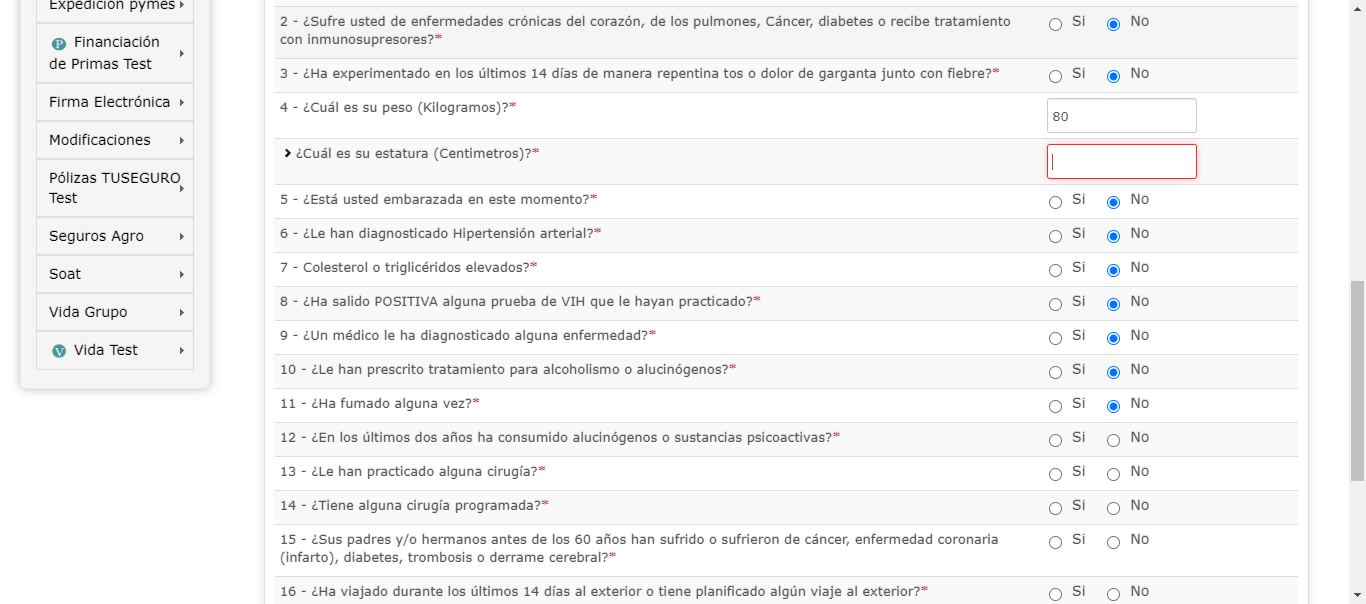 Expedición pymes
P Financiación
de Primas Test
Firma Electrónica
Modificaciones
Pólizas TUSEGURO
Test
Seguros Agro
Soat
Vida Grupo
V Vida Test
2 - ¿Sufre usted de enfermedades crónicas del corazón, de los pulmones, Cáncer, diabetes o recibe tratamiento
con inmunosupresores?* Si No
3 - ¿Ha experimentado en los últimos 14 días de manera repentina tos o dolor de garganta junto con fiebre?* Si No
4 - ¿Cuál es su peso (Kilogramos)?* 80
¿Cuál es su estatura (Centimetros)?*
5 - ¿Está usted embarazada en este momento?* Si No
6 - ¿Le han diagnosticado Hipertensión arterial?* Si No
7 - Colesterol o triglicéridos elevados?* Si No
8 - ¿Ha salido POSITIVA alguna prueba de VIH que le hayan practicado?* Si No
9 - ¿Un médico le ha diagnosticado alguna enfermedad?* Si No
10 - ¿Le han prescrito tratamiento para alcoholismo o alucinógenos?* Si No
11 - ¿Ha fumado alguna vez?* Si No
12 - ¿En los últimos dos años ha consumido alucinógenos o sustancias psicoactivas?* Si No
13 - ¿Le han practicado alguna cirugía?* Si No
14 - ¿Tiene alguna cirugía programada?* Si No
15 - ¿Sus padres y/o hermanos antes de los 60 años han sufrido o sufrieron de cáncer, enfermedad coronaria
(infarto), diabetes, trombosis o derrame cerebral?* Si No
16 - ¿Ha viajado durante los últimos 14 días al exterior o tiene planificado algún viaje al exterior?* Si No